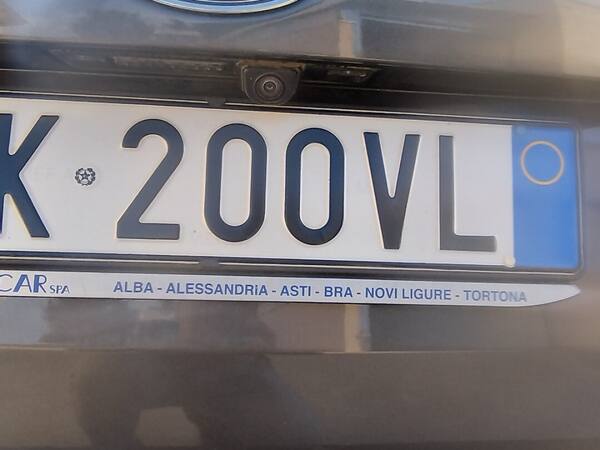 K 200VL
CAR SPA ALBA - ALESSANDRiA - ASTI - BRA - NOVI LIGURE - TORTONA